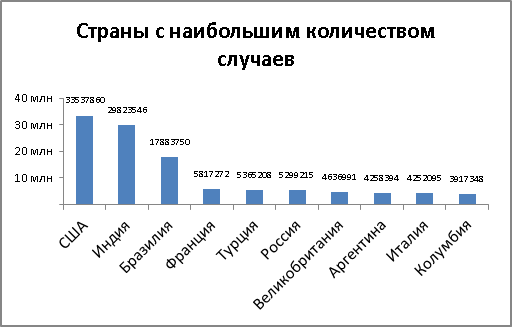 Страны с наибольшим количеством
случаев
40 млн
30 млн
20 млн
10 млн
33537860
29823546
17883750
5817272
5365208
5299215
4636991
4258394
4252095
3917348
США
Индия
Бразилия
Франция
Турция
Россия
Великобритания
Аргентина
Италия
Колумбия